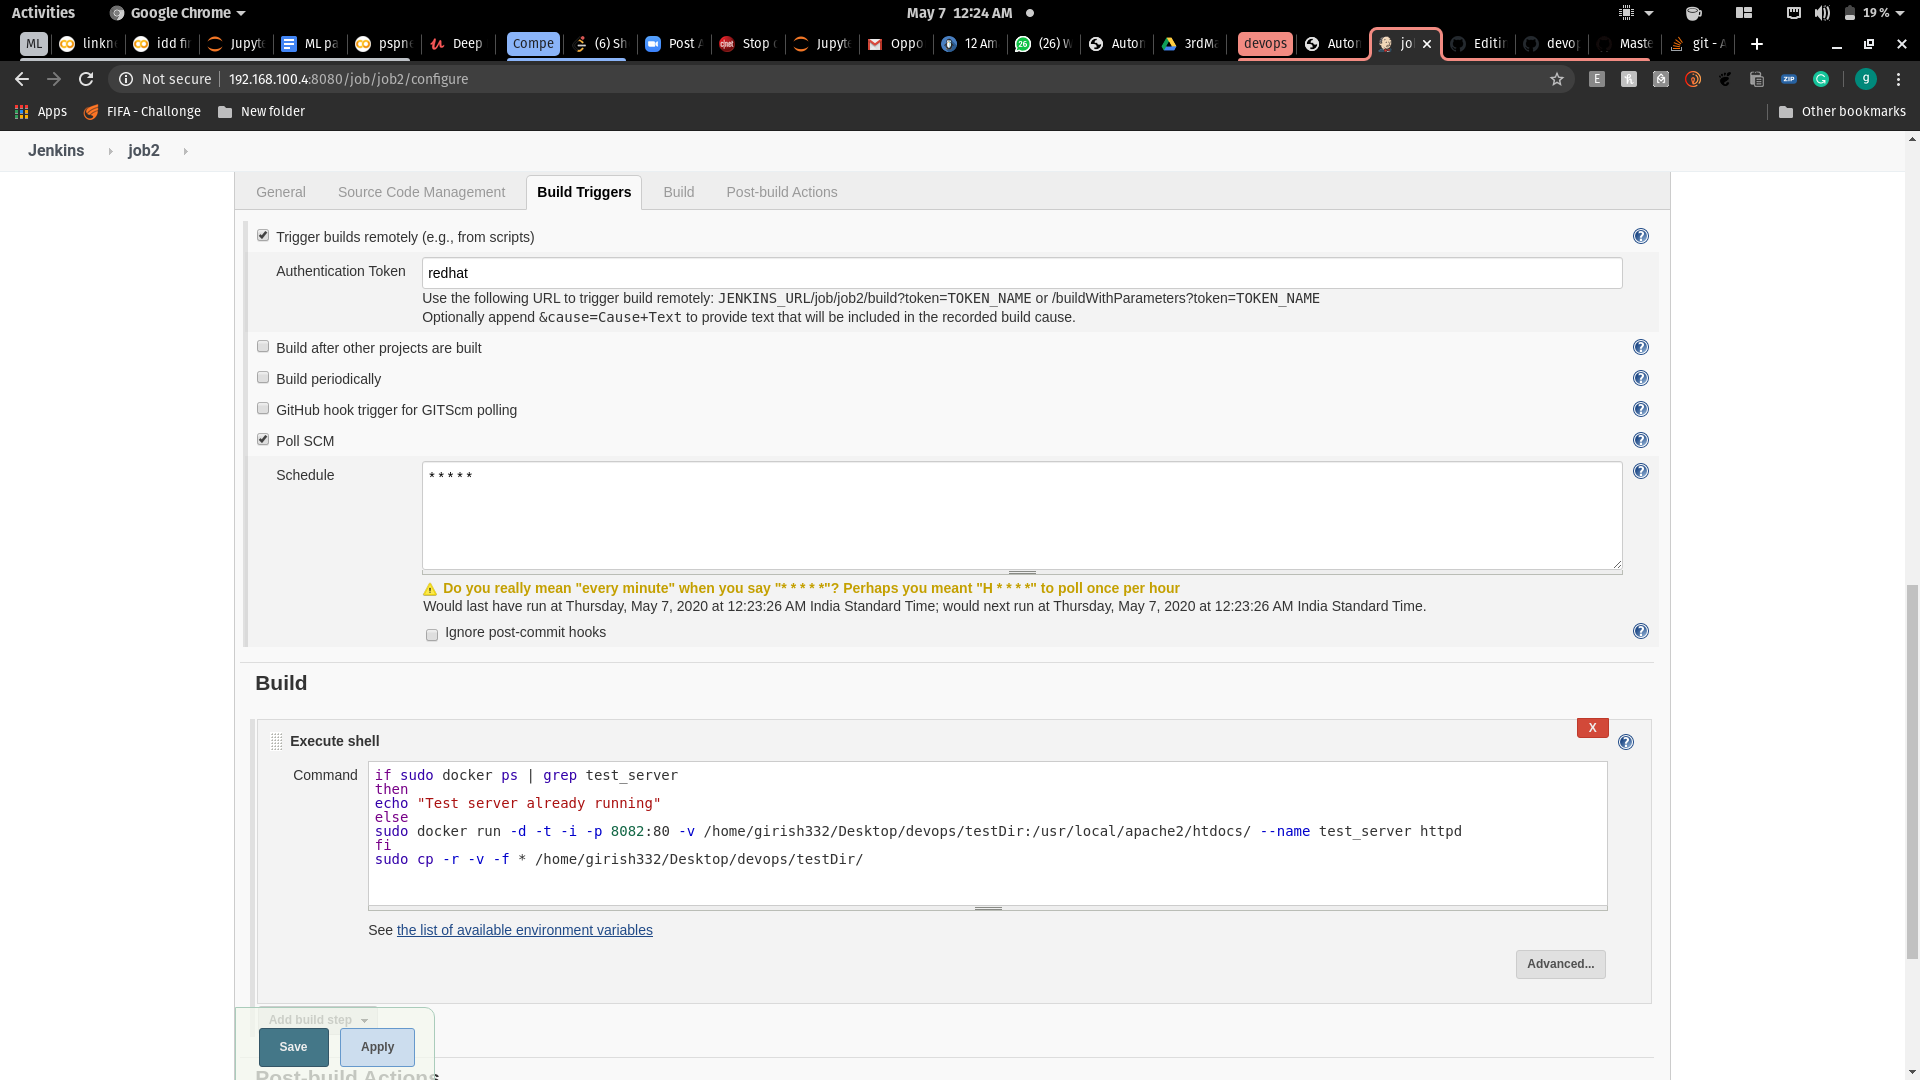 Activities
Google Chrome
May 7 12:24 AM
19 %
ML
linkn
idd fi
Jupyt
ML pa
pspn
Deep
Compe
(6) Sh
Post A
Stop
Jupyt
Oppo
12 Am
(26) W
Auton
3rdMa
devops
Auton
jo
Editin
devop
Maste
git - A
Not secure
192.168.100.4:8080/job/job2/configure
Apps
FIFA - Challonge
New folder
Other bookmarks
Jenkins
job2
General
Source Code Management
Build Triggers
Build
Post-build Actions
Trigger builds remotely (e.g., from scripts)
Authentication Token
redhat
Use the following URL to trigger build remotely: JENKINS_URL/job/job2/build?token=TOKEN_NAME or /buildWithParameters?token=TOKEN_NAME
Optionally append &cause=Cause+Text to provide text that will be included in the recorded build cause.
Build after other projects are built
Build periodically
GitHub hook trigger for GITScm polling
Poll SCM
Schedule
* * * * *
Do you really mean "every minute" when you say "* * * * *"? Perhaps you meant "H * * * *" to poll once per hour
Would last have run at Thursday, May 7, 2020 at 12:23:26 AM India Standard Time; would next run at Thursday, May 7, 2020 at 12:23:26 AM India Standard Time.
Ignore post-commit hooks
Build
X
Execute shell
Command
if sudo docker ps | grep test_server
then
echo "Test server already running"
else
sudo docker run -d -t -i -p 8082:80 -v /home/girish332/Desktop/devops/testDir:/usr/local/apache2/htdocs/ --name test_server httpd
fi
sudo cp -r -v -f * /home/girish332/Desktop/devops/testDir/
See the list of available environment variables
Advanced...
Add build step
Save
Apply
Post-build Actions